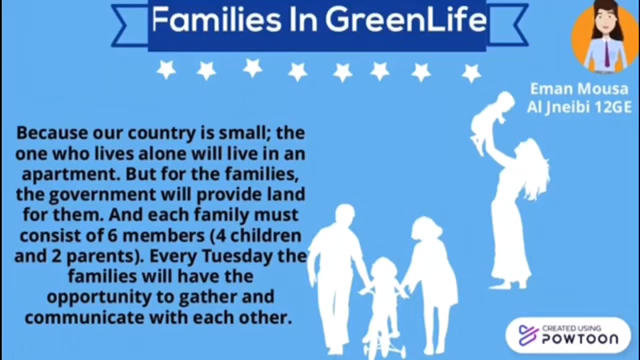 Families In GreenLife
Eman Mousa
Al Jneibi 12GE
Because our country is small; the
one who lives alone will live in an
apartment. But for the families,
the government will provide land
for them. And each family must
consist of 6 members (4 children
and 2 parents). Every Tuesday the
families will have the
opportunity to gather and
communicate with each other.
CREATED USING
POWTOON